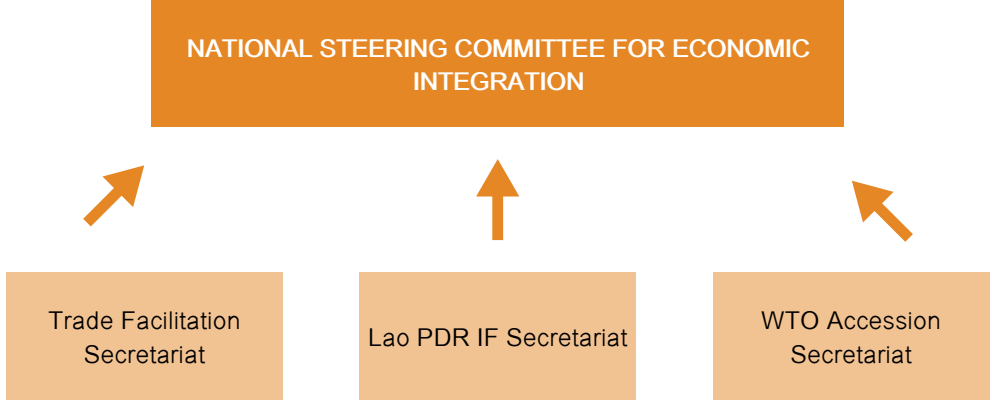 NATIONAL STEERING COMMITTEE FOR ECONOMIC
INTEGRATION
Trade Facilitation
Secretariat
Lao PDR IF Secretariat
WTO Accession
Secretariat